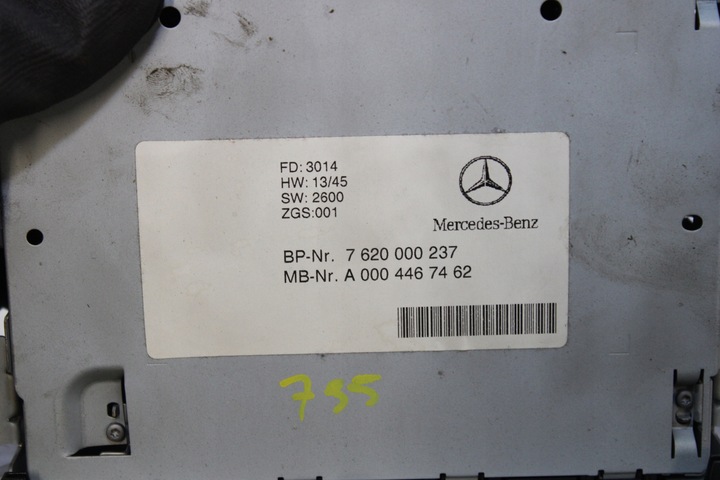 FD: 3014
HW: 13/45
SW: 2600
ZGS:001
Mercedes-Benz
BP-Nr. 7 620 000 237
MB-Nr. A 000 446 74 62
795